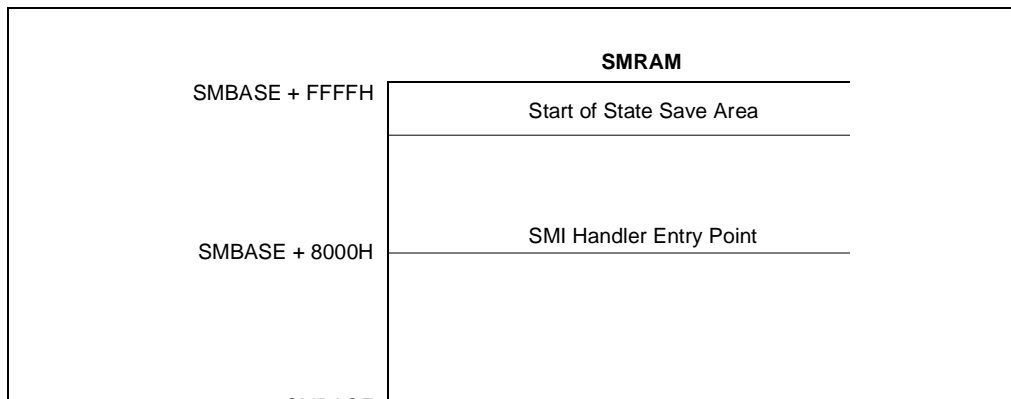 SMRAM
SMBASE + FFFFH
Start of State Save Area
SMI Handler Entry Point
SMBASE + 8000H